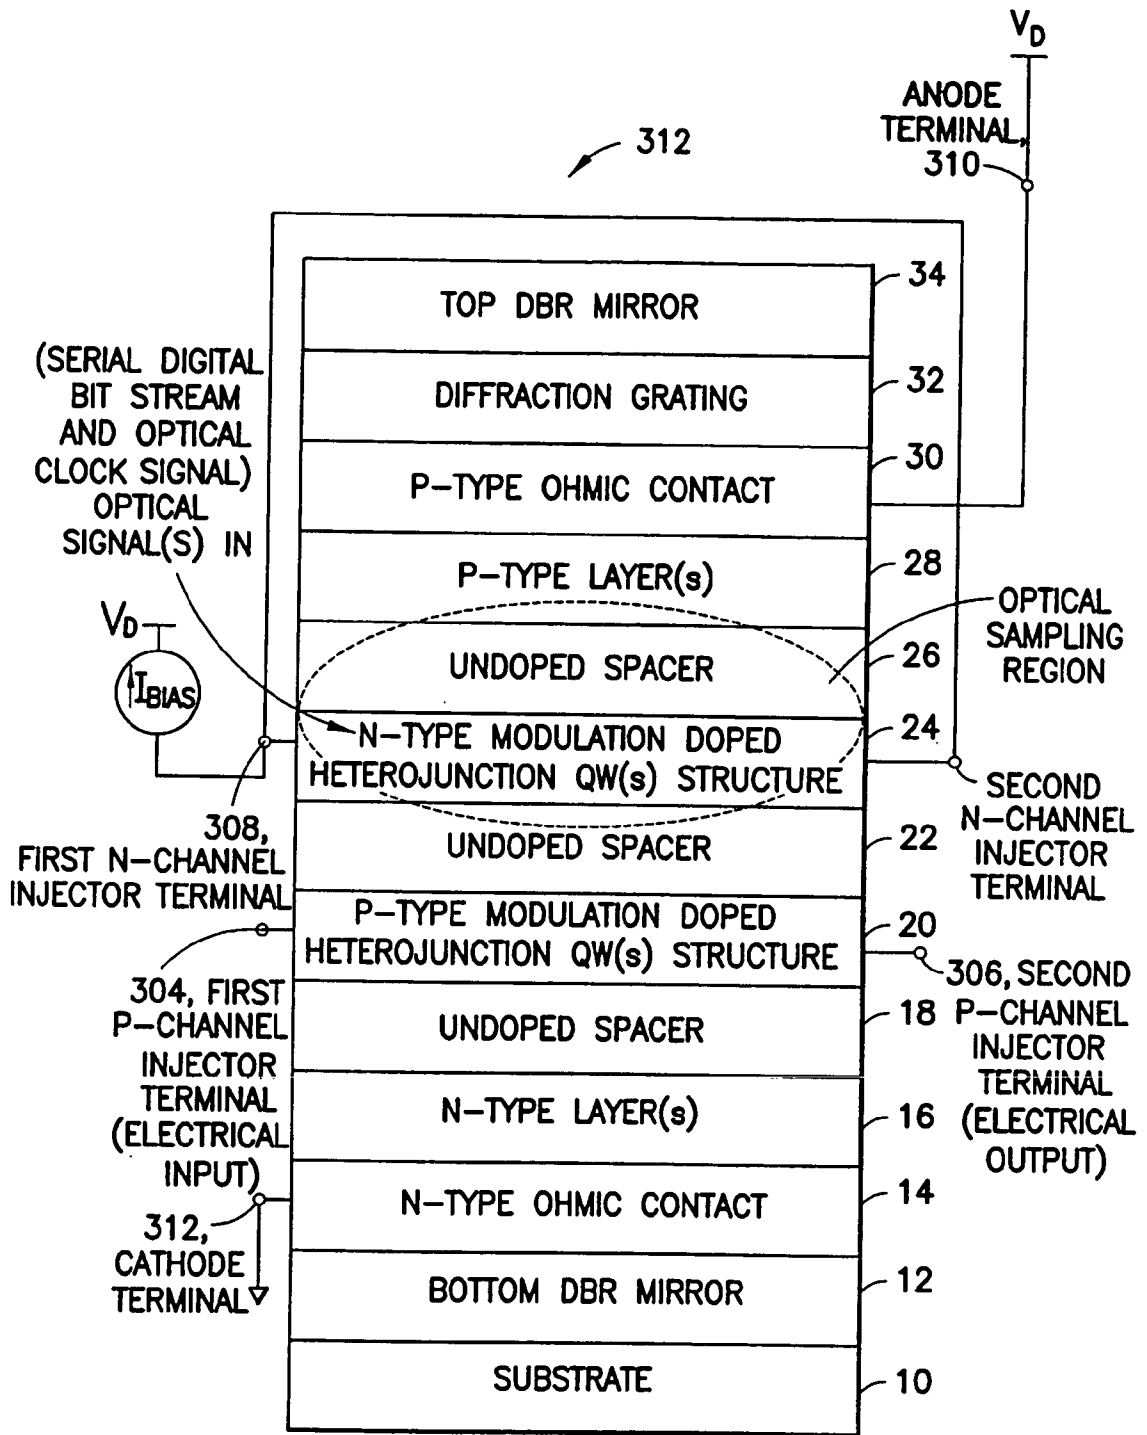 V_D
ANODE
TERMINAL
310
312
34
TOP DBR MIRROR
(SERIAL DIGITAL
BIT STREAM
AND OPTICAL
CLOCK SIGNAL)
OPTICAL
SIGNAL(S) IN
32
DIFFRACTION GRATING
30
P-TYPE OHMIC CONTACT
28
P-TYPE LAYER(s)
OPTICAL
SAMPLING
REGION
V_D
I_BIAS
26
UNDOPED SPACER
24
N-TYPE MODULATION DOPED
HETEROJUNCTION QW(s) STRUCTURE
SECOND
N-CHANNEL
INJECTOR
TERMINAL
308,
FIRST N-CHANNEL
INJECTOR TERMINAL
22
UNDOPED SPACER
20
P-TYPE MODULATION DOPED
HETEROJUNCTION QW(s) STRUCTURE
306, SECOND
P-CHANNEL
INJECTOR
TERMINAL
(ELECTRICAL
OUTPUT)
304, FIRST
P-CHANNEL
INJECTOR
TERMINAL
(ELECTRICAL
INPUT)
18
UNDOPED SPACER
16
N-TYPE LAYER(s)
14
N-TYPE OHMIC CONTACT
312,
CATHODE
TERMINAL
12
BOTTOM DBR MIRROR
SUBSTRATE
10